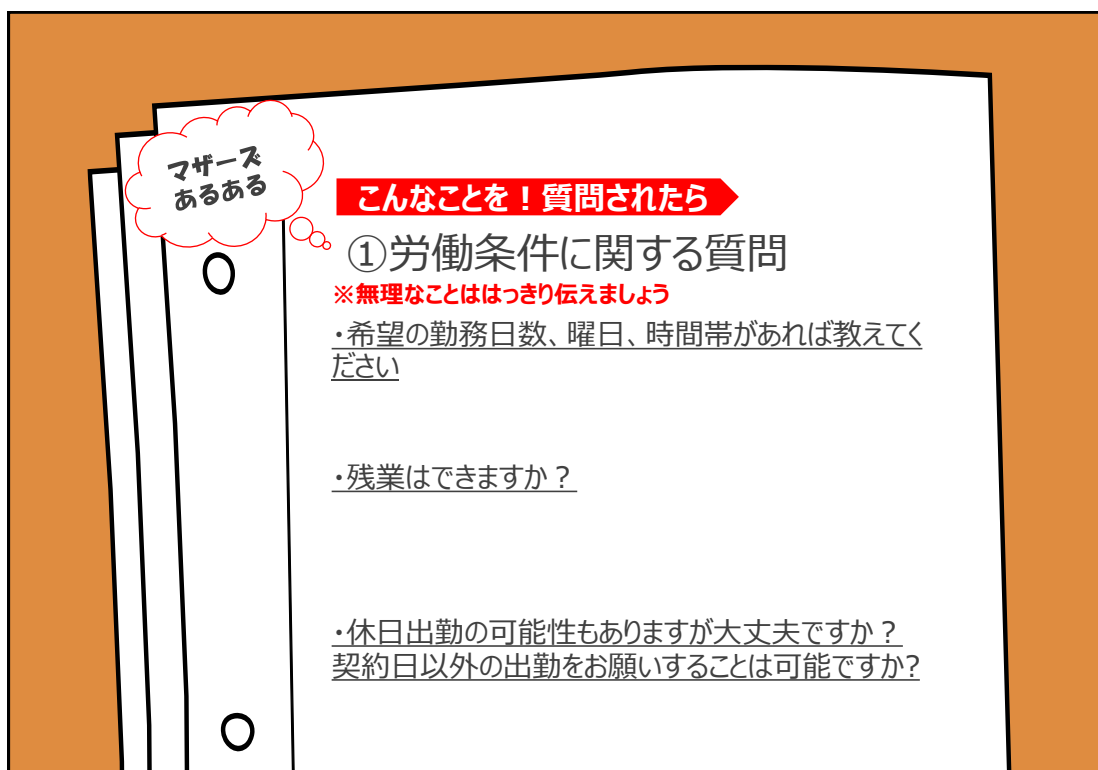 マザーズ
あるある
こんなことを！質問されたら
①労働条件に関する質問
※無理なことははっきり伝えましょう
・希望の勤務日数、曜日、時間帯があれば教えてく
ださい
・残業はできますか？
・休日出勤の可能性もありますが大丈夫ですか？
契約日以外の出勤をお願いすることは可能ですか?